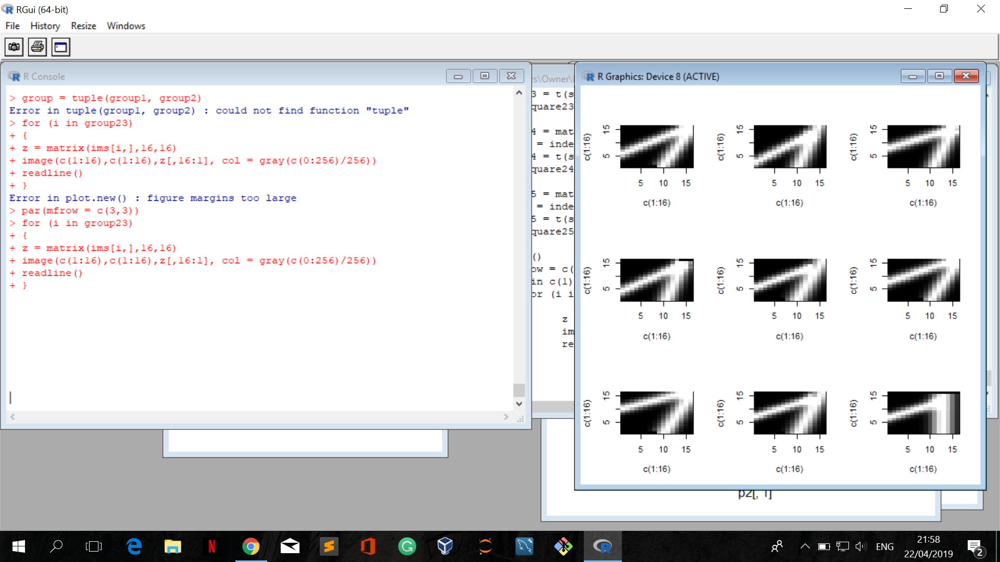 RGui (64-bit)
File History Resize Windows
R Console
> group = tuple(group1, group2)
Error in tuple(group1, group2) : could not find function "tuple"
> for (i in group23)
+ {
+ z = matrix(ims[i,],16,16)
+ image(c(1:16),c(1:16),z[,16:1], col = gray(c(0:256)/256))
+ readline()
+ }
Error in plot.new() : figure margins too large
> par(mfrow = c(3,3))
> for (i in group23)
+ {
+ z = matrix(ims[i,],16,16)
+ image(c(1:16),c(1:16),z[,16:1], col = gray(c(0:256)/256))
+ readline()
+ }
rs\Owner\
3 = t(s
quare23
4 = mat
= inde
4 = t(s
quare24
5 = mat
= inde
5 = t(s
quare25
()
ow = c(
in c(1)
or (i i
z
im
re
R Graphics: Device 8 (ACTIVE)
c(1:16) 15 5 c(1:16) 15 5 c(1:16) 15 5
5 10 15 5 10 15 5 10 15
c(1:16) c(1:16) c(1:16)
c(1:16) 15 5 c(1:16) 15 5 c(1:16) 15 5
5 10 15 5 10 15 5 10 15
c(1:16) c(1:16) c(1:16)
c(1:16) 15 5 c(1:16) 15 5 c(1:16) 15 5
5 10 15 5 10 15 5 10 15
c(1:16) c(1:16) c(1:16)
p2[, 1]
ENG
21:58
22/04/2019
2